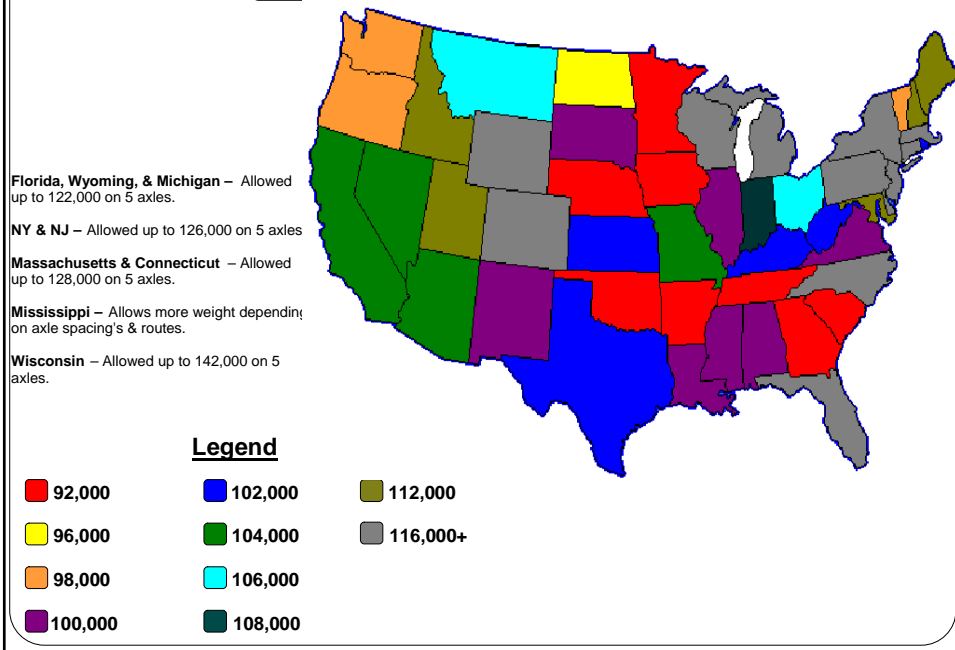 Florida, Wyoming, & Michigan – Allowed
up to 122,000 on 5 axles.
NY & NJ – Allowed up to 126,000 on 5 axles
Massachusetts & Connecticut – Allowed
up to 128,000 on 5 axles.
Mississippi – Allows more weight depending
on axle spacing's & routes.
Wisconsin – Allowed up to 142,000 on 5
axles.
Legend
92,000
102,000
112,000
96,000
104,000
116,000+
98,000
106,000
100,000
108,000